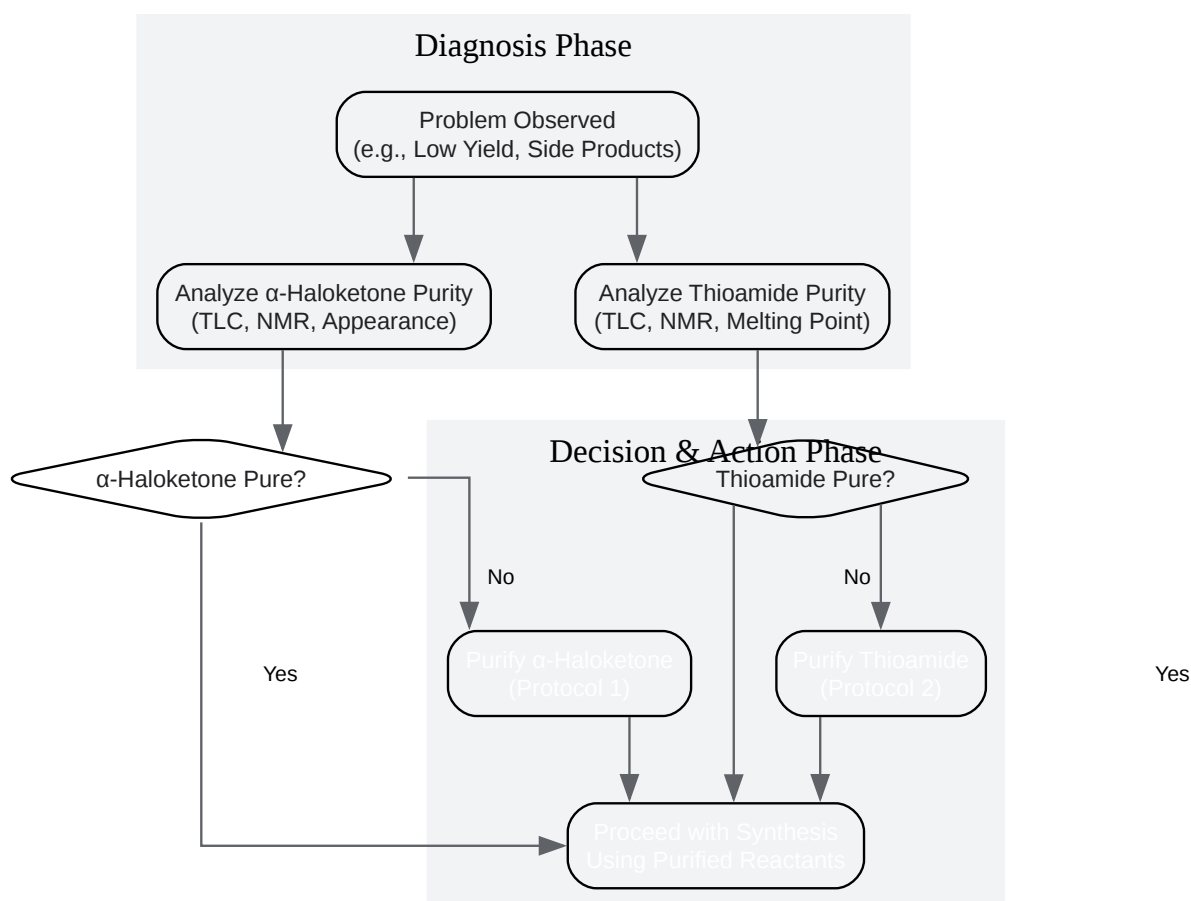 Diagnosis Phase
Problem Observed
(e.g., Low Yield, Side Products)
Analyze α-Haloketone Purity
(TLC, NMR, Appearance)
Analyze Thioamide Purity
(TLC, NMR, Melting Point)
Decision & Action Phase
α-Haloketone Pure?
Thioamide Pure?
No
No
Purify α-Haloketone
(Protocol 1)
Purify Thioamide
(Protocol 2)
Yes
Yes
Proceed with Synthesis
Using Purified Reactants